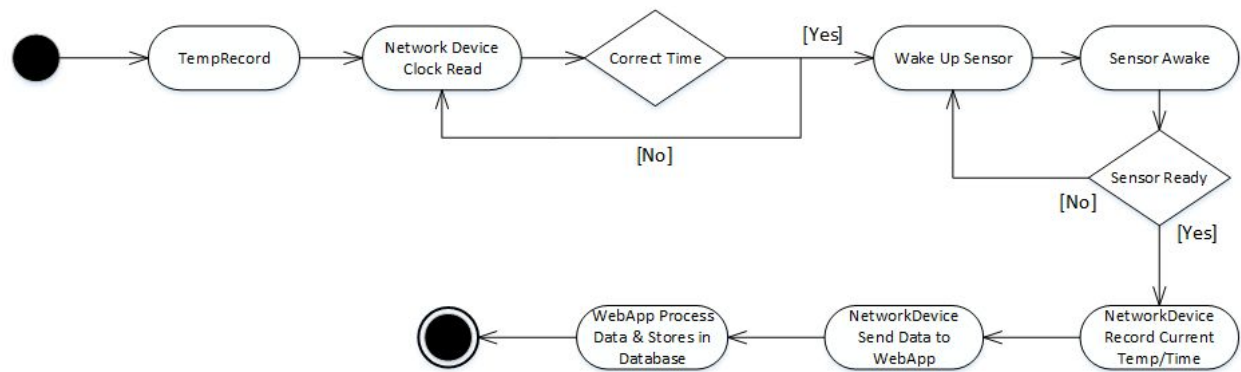 TempRecord
Network Device
Clock Read
Correct Time
[Yes]
[No]
Wake Up Sensor
Sensor Awake
Sensor Ready
[No]
[Yes]
NetworkDevice
Record Current
Temp/Time
NetworkDevice
Send Data to
WebApp
WebApp Process
Data & Stores in
Database